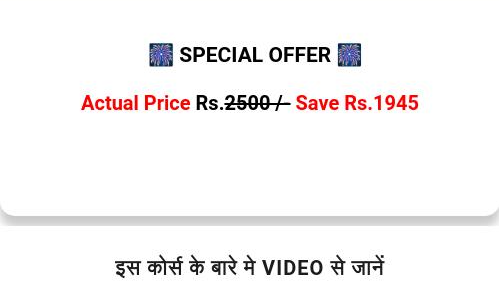 🎆 SPECIAL OFFER 🎆
Actual Price Rs.2500 /- Save Rs.1945
इस कोर्स के बारे मे VIDEO से जानें